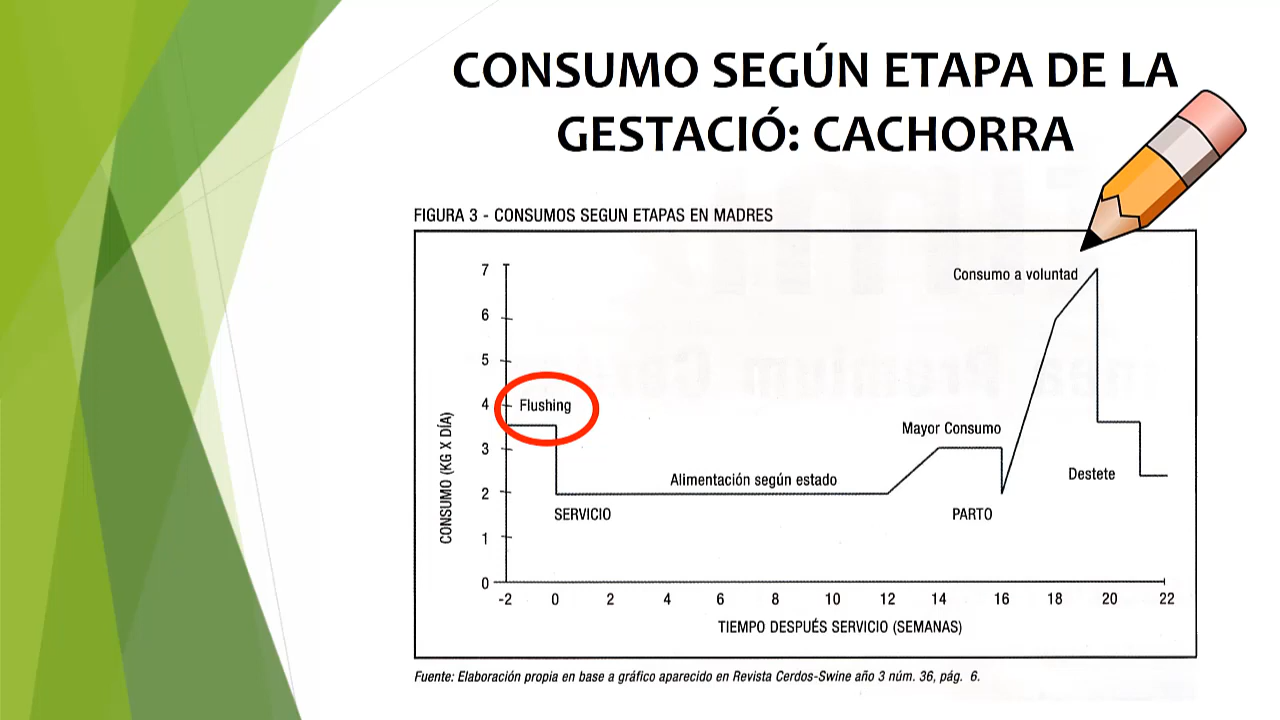 CONSUMO SEGÚN ETAPA DE LA
GESTACIÓ: CACHORRA
FIGURA 3 - CONSUMOS SEGUN ETAPAS EN MADRES
CONSUMO (KG X DÍA)
7
6
5
4
3
2
1
0
Flushing
Consumo a voluntad
Mayor Consumo
Alimentación según estado
Destete
SERVICIO
PARTO
-2 0 2 4 6 8 10 12 14 16 18 20 22
TIEMPO DESPUÉS SERVICIO (SEMANAS)
Fuente: Elaboración propia en base a gráfico aparecido en Revista Cerdos-Swine año 3 núm. 36, pág. 6.